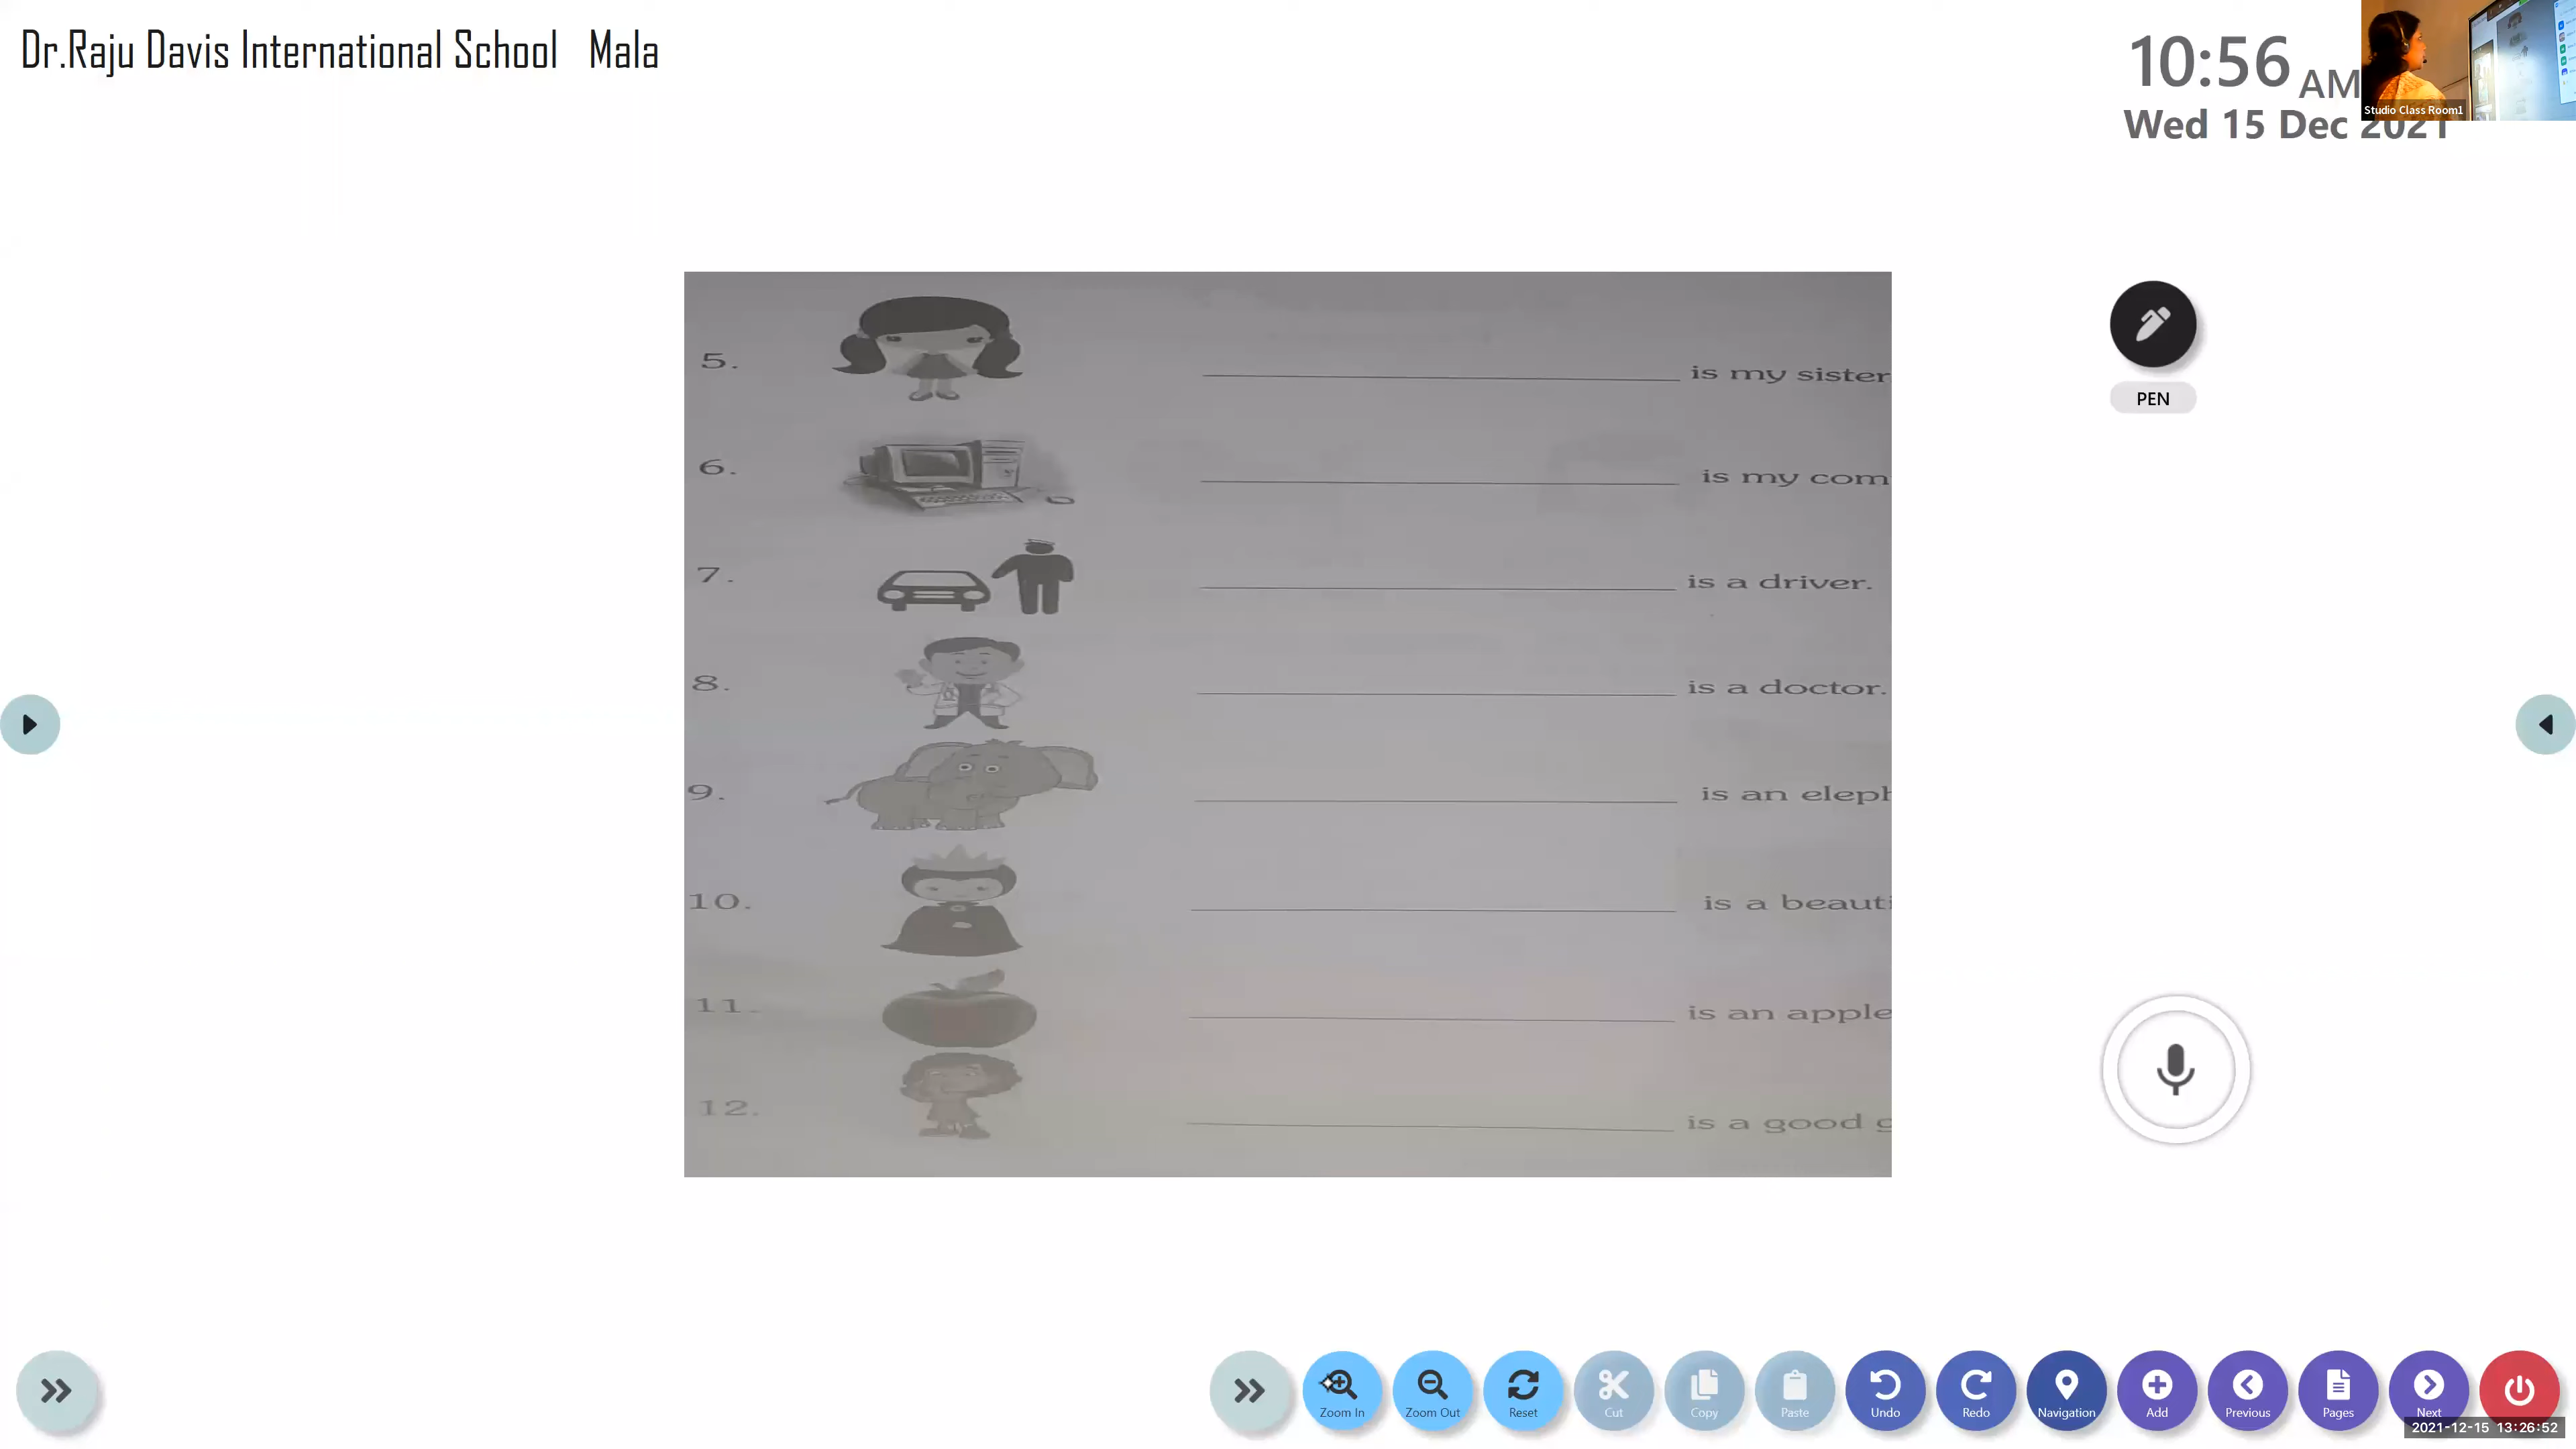 Dr.Raju Davis International School Mala
10:56 AM
Wed 15 Dec 2021
Studio Class Room1
5. is my sister
6. is my com
7. is a driver.
8. is a doctor.
9. is an elep
10. is a beaut
11. is an apple
12. is a good
PEN
Zoom In
Zoom Out
Reset
Cut
Copy
Paste
Undo
Redo
Navigation
Add
Previous
Pages
Next
2021-12-15 13:26:52